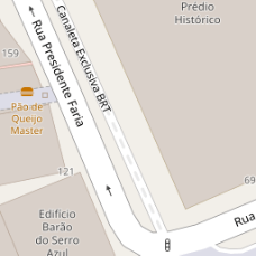 Prédio
Histórico
Canaleta Exclusiva BRT
Rua Presidente Faria
159
Pão de
Queijo
Master
121
69
Rua
Edifício
Barão
do Serro
Azul